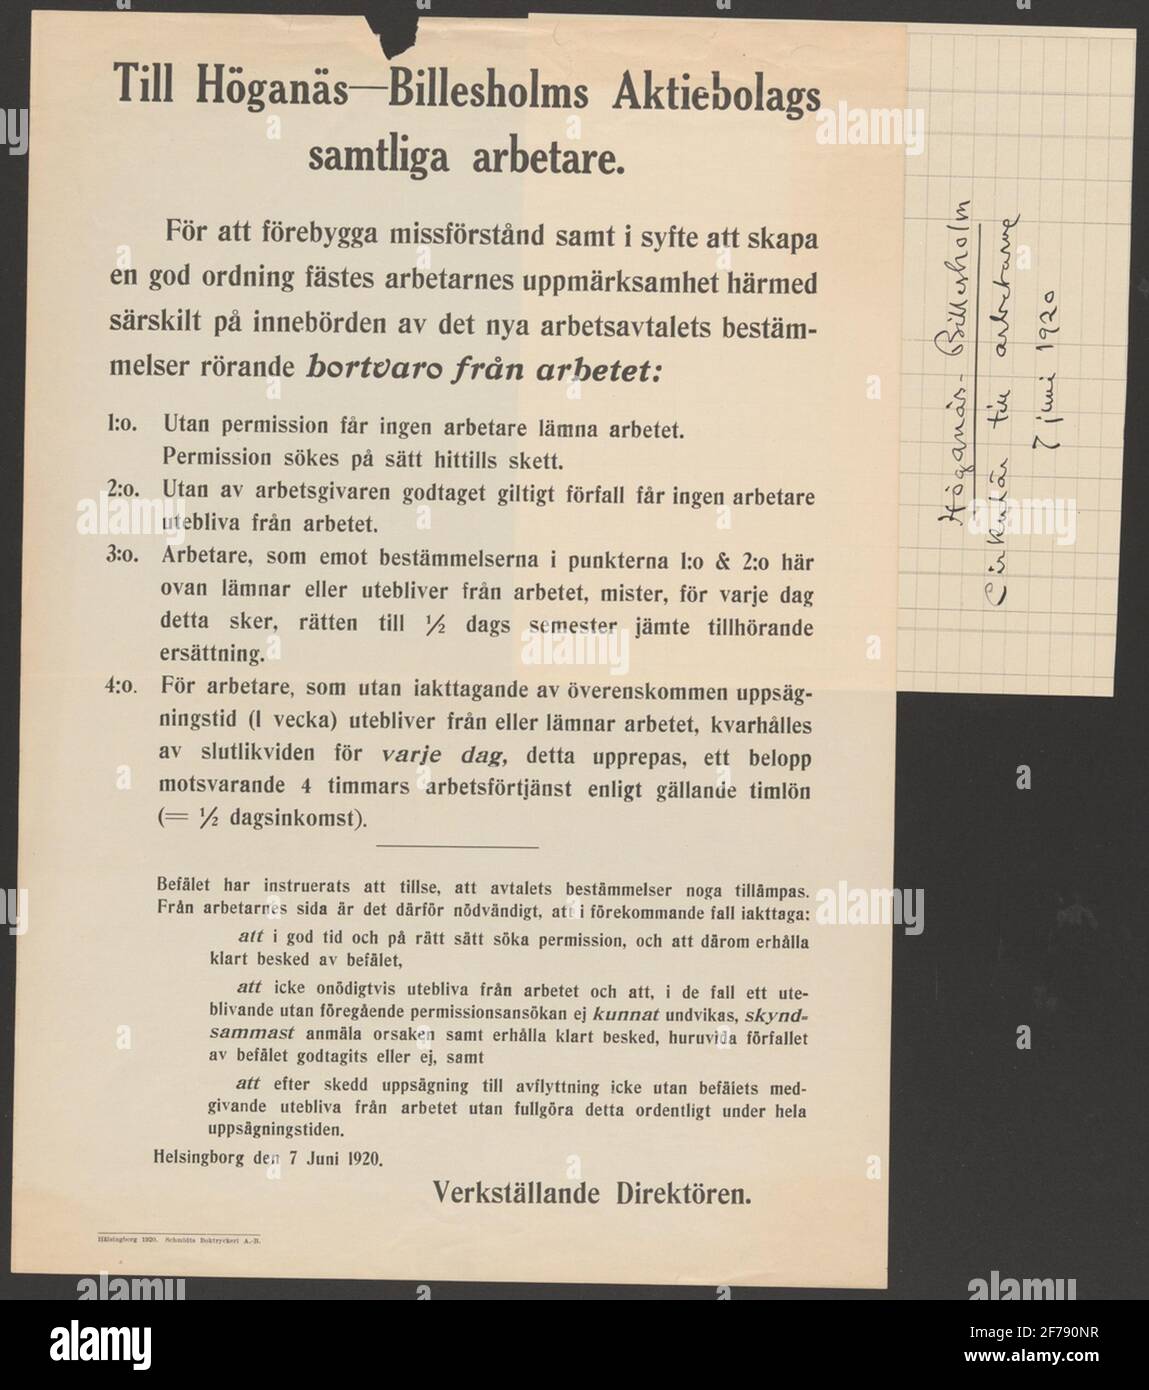 Till Höganäs—Billesholms Aktiebolags
samtliga arbetare.
För att förebygga missförstånd samt i syfte att skapa
en god ordning fästes arbetarnes uppmärksamhet härmed
särskilt på innebörden av det nya arbetsavtalets bestäm-
melser rörande bortvaro från arbetet:
1:o. Utan permission får ingen arbetare lämna arbetet.
Permission sökes på sätt hittills skett.
2:o. Utan av arbetsgivaren godtaget giltigt förfall får ingen arbetare
utebliva från arbetet.
3:o. Arbetare, som emot bestämmelserna i punkterna 1:o & 2:o här
ovan lämnar eller utebliver från arbetet, mister, för varje dag
detta sker, rätten till ½ dags semester jämte tillhörande
ersättning.
4:o. För arbetare, som utan iakttagande av överenskommen uppsäg-
ningstid (1 vecka) utebliver från eller lämnar arbetet, kvarhålles
av slutlikviden för varje dag, detta upprepas, ett belopp
motsvarande 4 timmars arbetsförtjänst enligt gällande timlön
(= ½ dagsinkomst).
Befälet har instruerats att tillse, att avtalets bestämmelser noga tillämpas.
Från arbetarnes sida är det därför nödvändigt, att i förekommande fall iakttaga:
att i god tid och på rätt sätt söka permission, och att därom erhålla
klart besked av befälet,
att icke onödigtvis utebliva från arbetet och att, i de fall ett ute-
blivande utan föregående permissionsansökan ej kunnat undvikas, skynd-
sammast anmäla orsaken samt erhålla klart besked, huruvida förfallet
av befälet godtagits eller ej, samt
att efter skedd uppsägning till avflyttning icke utan befälets med-
givande utebliva från arbetet utan fullgöra detta ordentligt under hela
uppsägningstiden.
Helsingborg den 7 Juni 1920.
Verkställande Direktören.
Hälsingborg 1920. Schmidts Boktryckeri A.-B.
Höganäs-Billesholm
Cirkulär till arbetarne
7 juni 1920
alamy
Image ID: 2F790NR
www.alamy.com